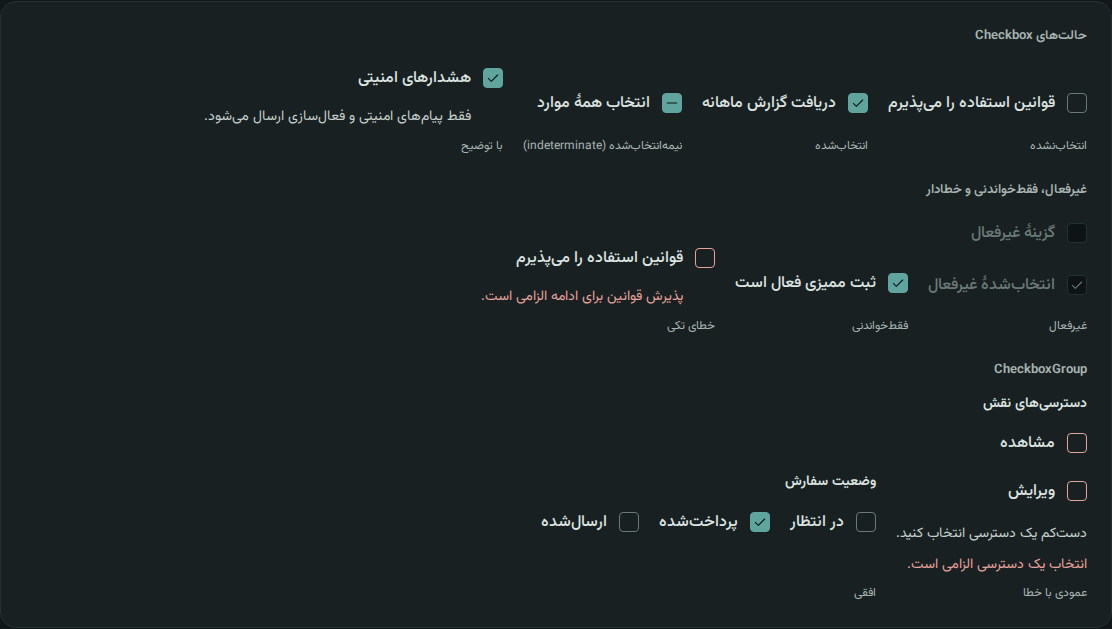 حالت‌های Checkbox
قوانین استفاده را می‌پذیرم
انتخاب‌نشده
دریافت گزارش ماهانه
انتخاب‌شده
انتخاب همهٔ موارد
نیمه‌انتخاب‌شده (indeterminate)
هشدارهای امنیتی
فقط پیام‌های امنیتی و فعال‌سازی ارسال می‌شود.
با توضیح
غیرفعال، فقط‌خواندنی و خطادار
گزینهٔ غیرفعال
انتخاب‌شدهٔ غیرفعال
غیرفعال
ثبت ممیزی فعال است
فقط‌خواندنی
قوانین استفاده را می‌پذیرم
پذیرش قوانین برای ادامه الزامی است.
خطای تکی
CheckboxGroup
دسترسی‌های نقش
مشاهده
ویرایش
دست‌کم یک دسترسی انتخاب کنید.
انتخاب یک دسترسی الزامی است.
عمودی با خطا
وضعیت سفارش
در انتظار
پرداخت‌شده
ارسال‌شده
افقی